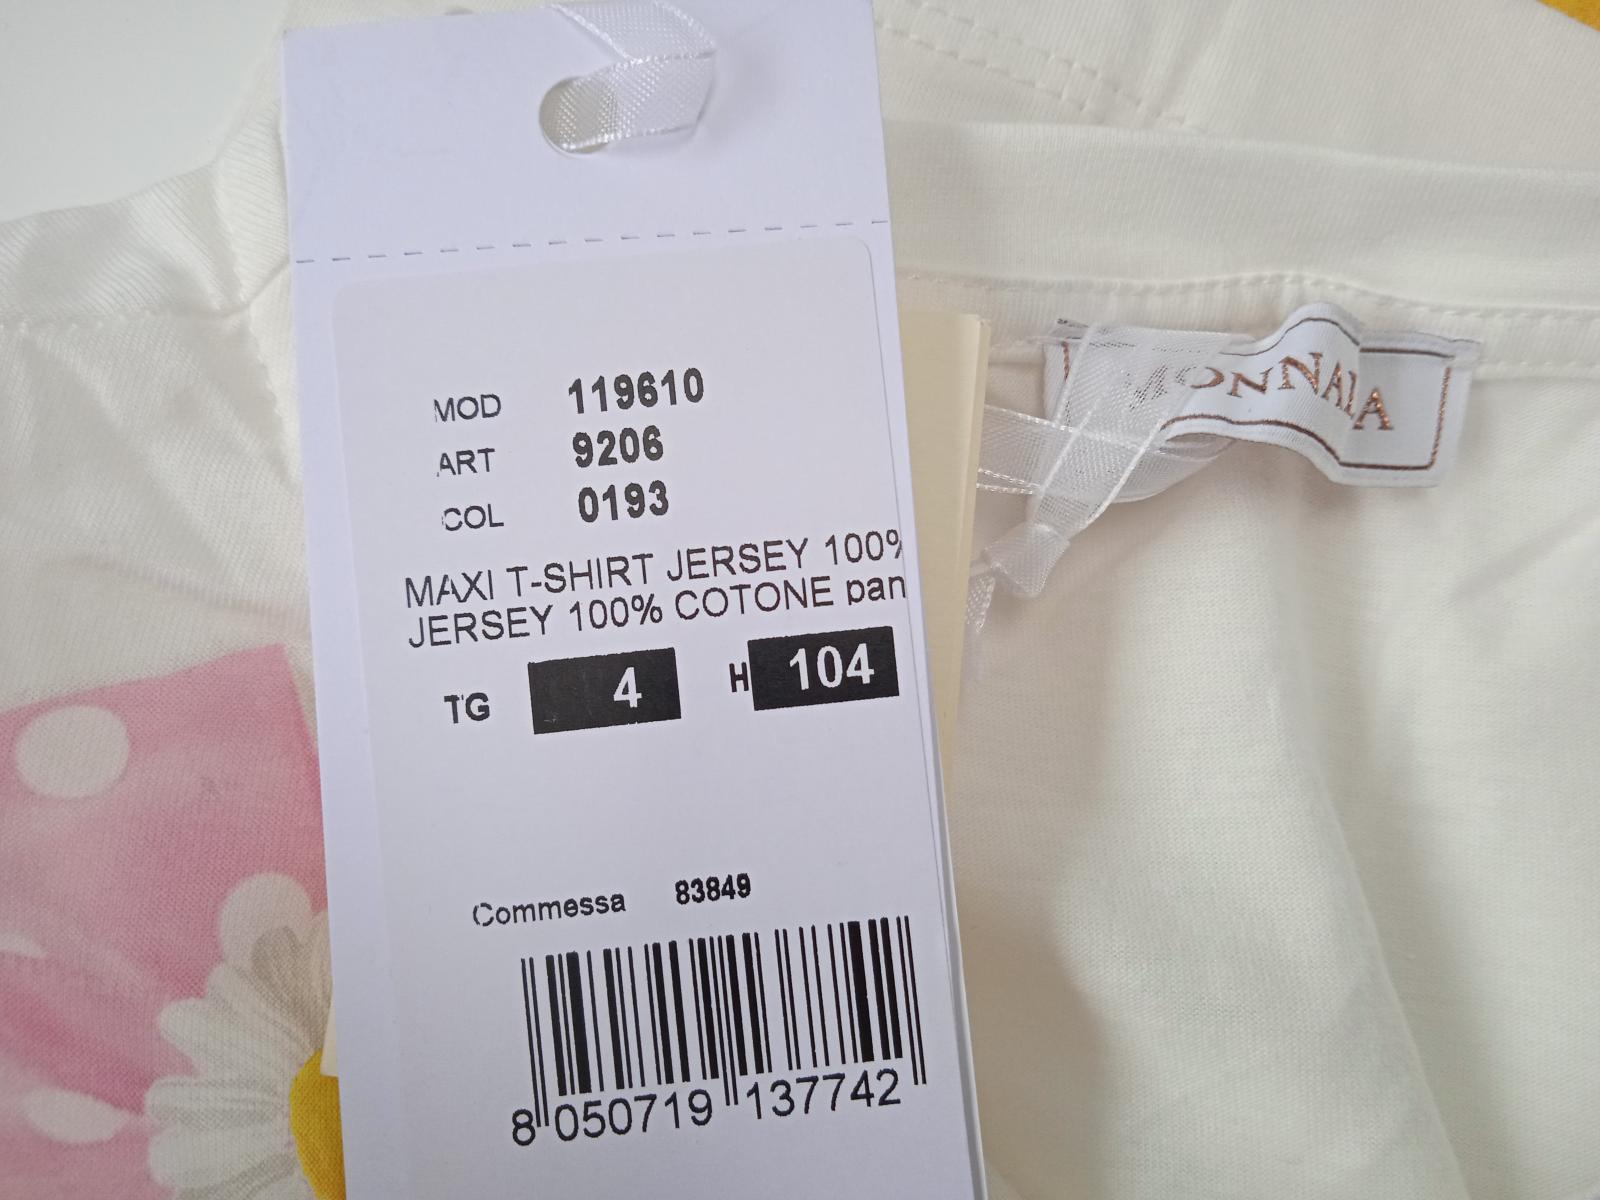 MOD 119610
ART 9206
COL 0193
MAXI T-SHIRT JERSEY 100%
JERSEY 100% COTONE pan
TG 4 H 104
Commessa 83849
8 050719 137742
MONNALISA